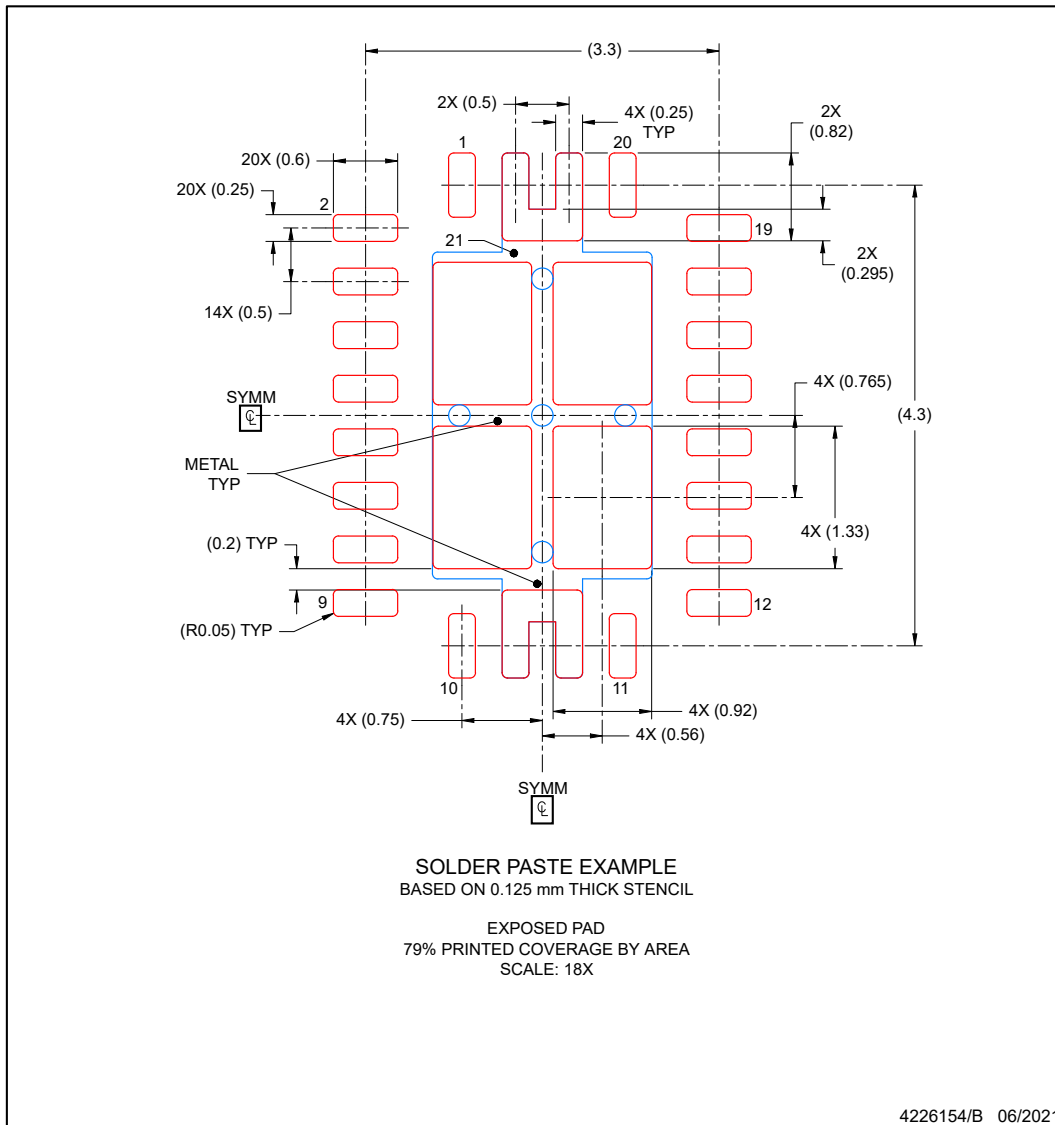 (3.3)
2X (0.5)
4X (0.25)
TYP
2X
(0.82)
1
20
20X (0.6)
20X (0.25)
2
19
21
2X
(0.295)
14X (0.5)
4X (0.765)
SYMM
℄
(4.3)
METAL
TYP
4X (1.33)
(0.2) TYP
9
12
(R0.05) TYP
10
11
4X (0.75)
4X (0.92)
4X (0.56)
SYMM
℄
SOLDER PASTE EXAMPLE
BASED ON 0.125 mm THICK STENCIL
EXPOSED PAD
79% PRINTED COVERAGE BY AREA
SCALE: 18X
4226154/B 06/2021